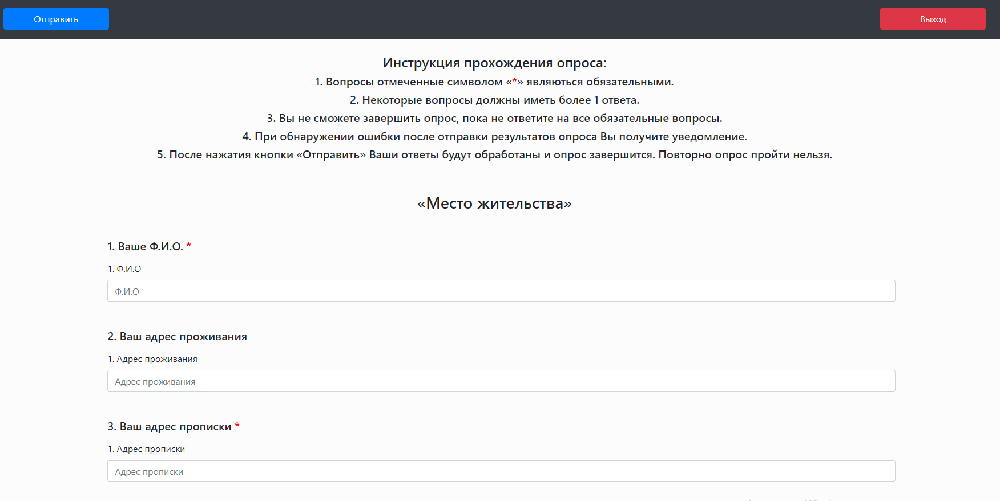 Отправить
Выход
Инструкция прохождения опроса:
1. Вопросы отмеченные символом «*» являються обязательными.
2. Некоторые вопросы должны иметь более 1 ответа.
3. Вы не сможете завершить опрос, пока не ответите на все обязательные вопросы.
4. При обнаружении ошибки после отправки результатов опроса Вы получите уведомление.
5. После нажатия кнопки «Отправить» Ваши ответы будут обработаны и опрос завершится. Повторно опрос пройти нельзя.
«Место жительства»
1. Ваше Ф.И.О. *
1. Ф.И.О
Ф.И.О
2. Ваш адрес проживания
1. Адрес проживания
Адрес проживания
3. Ваш адрес прописки *
1. Адрес прописки
Адрес прописки